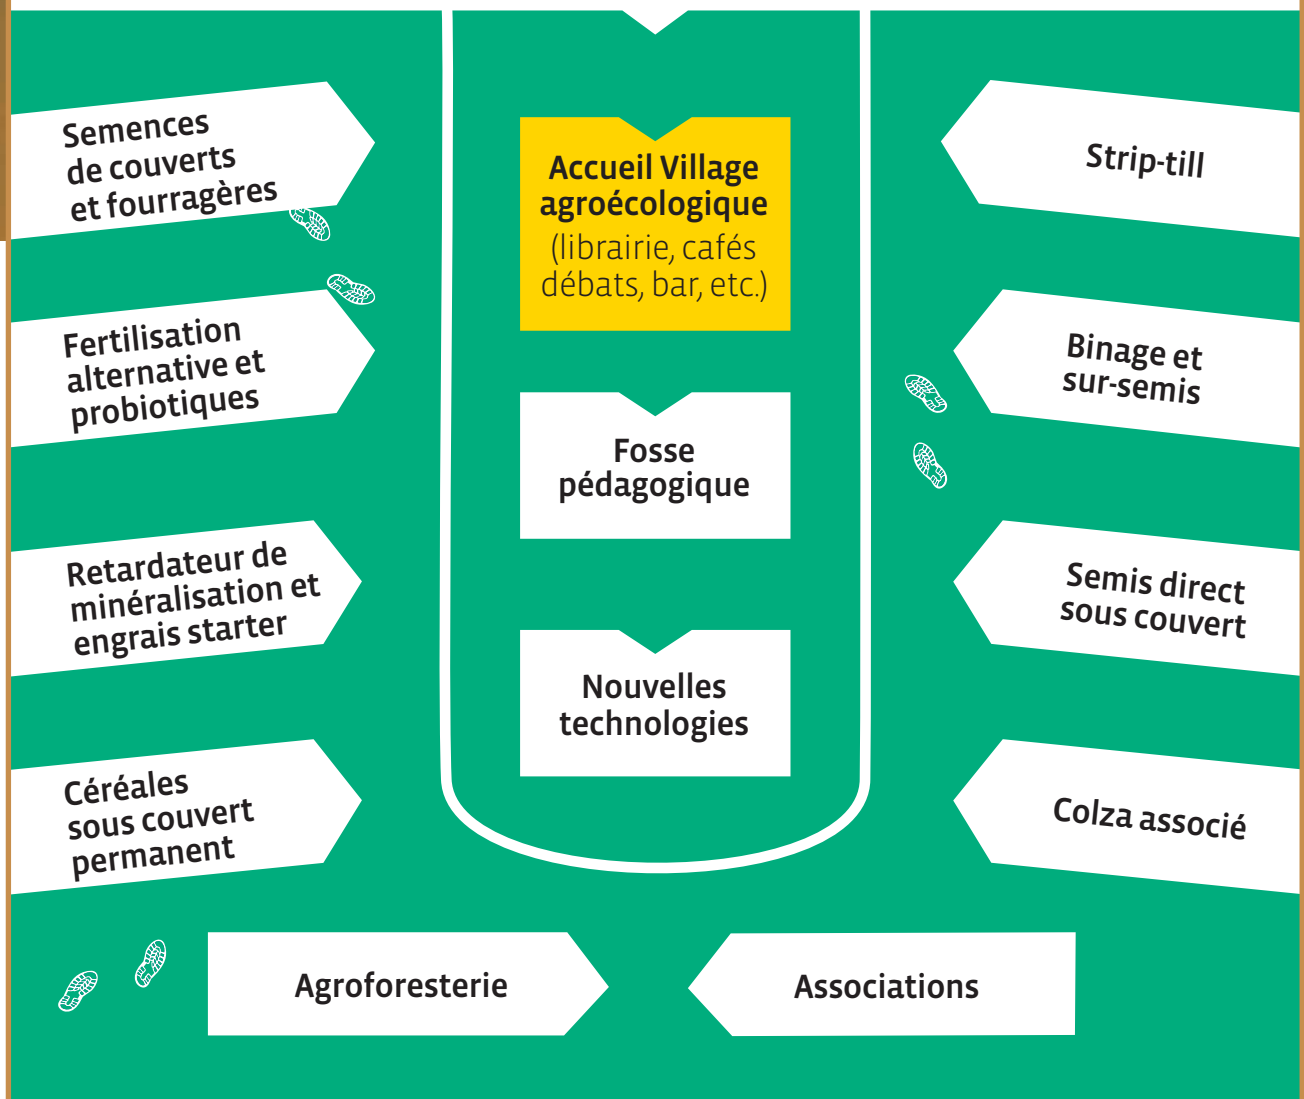 Semences
de couverts
et fourragères
Fertilisation
alternative et
probiotiques
Retardateur de
minéralisation et
engrais starter
Céréales
sous couvert
permanent
Accueil Village
agroécologique
(librairie, cafés
débats, bar, etc.)
Fosse
pédagogique
Nouvelles
technologies
Strip-till
Binage et
sur-semis
Semis direct
sous couvert
Colza associé
Agroforesterie
Associations